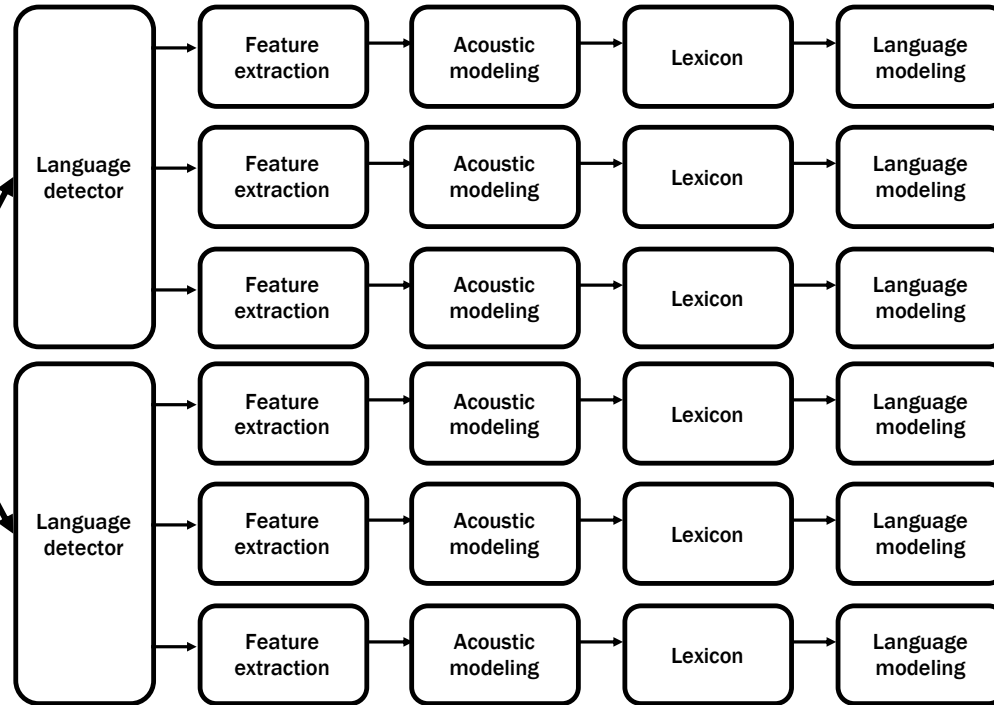 Language
detector
Feature
extraction
Acoustic
modeling
Lexicon
Language
modeling
Feature
extraction
Acoustic
modeling
Lexicon
Language
modeling
Feature
extraction
Acoustic
modeling
Lexicon
Language
modeling
Language
detector
Feature
extraction
Acoustic
modeling
Lexicon
Language
modeling
Feature
extraction
Acoustic
modeling
Lexicon
Language
modeling
Feature
extraction
Acoustic
modeling
Lexicon
Language
modeling